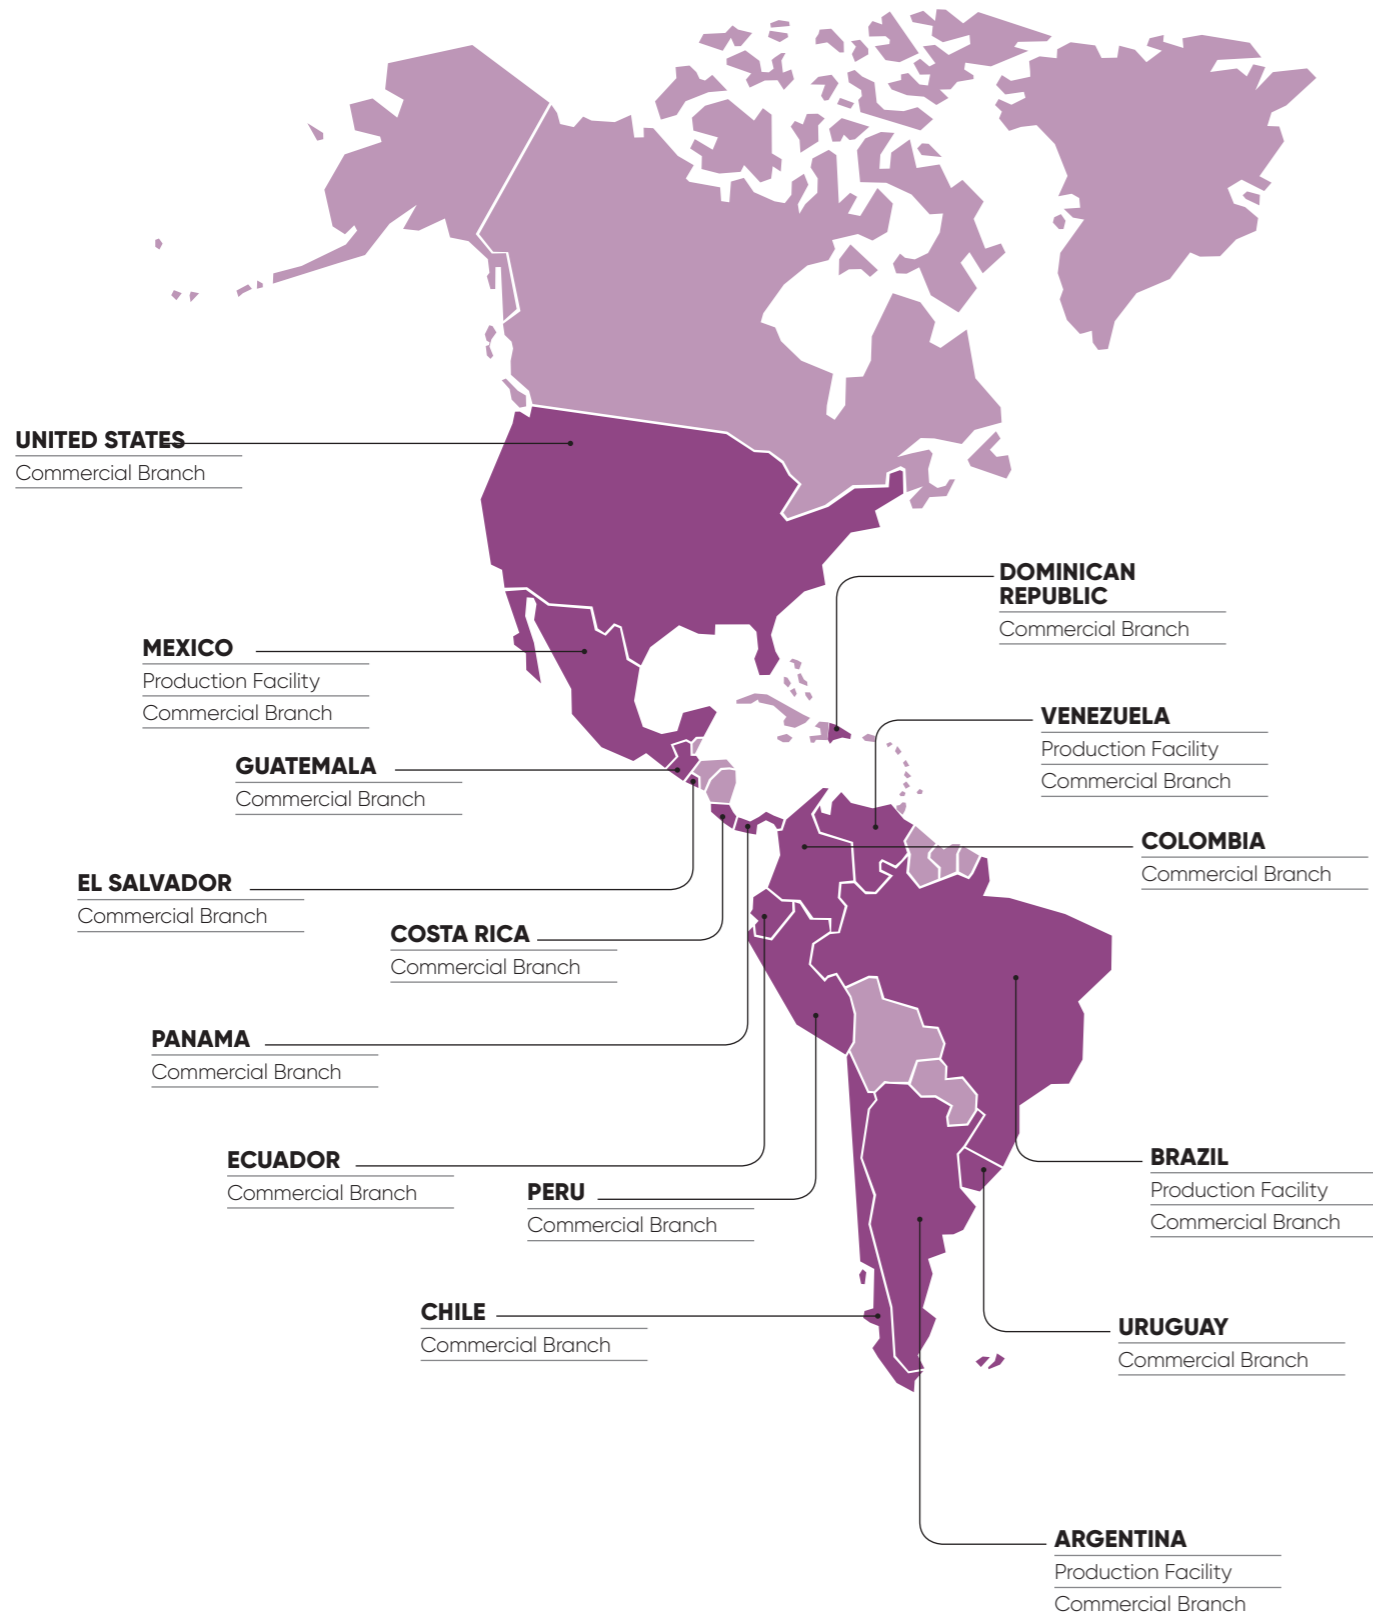 UNITED STATES
Commercial Branch
DOMINICAN
REPUBLIC
Commercial Branch
MEXICO
Production Facility
Commercial Branch
VENEZUELA
Production Facility
Commercial Branch
GUATEMALA
Commercial Branch
COLOMBIA
Commercial Branch
EL SALVADOR
Commercial Branch
COSTA RICA
Commercial Branch
PANAMA
Commercial Branch
ECUADOR
Commercial Branch
BRAZIL
Production Facility
Commercial Branch
PERU
Commercial Branch
CHILE
Commercial Branch
URUGUAY
Commercial Branch
ARGENTINA
Production Facility
Commercial Branch